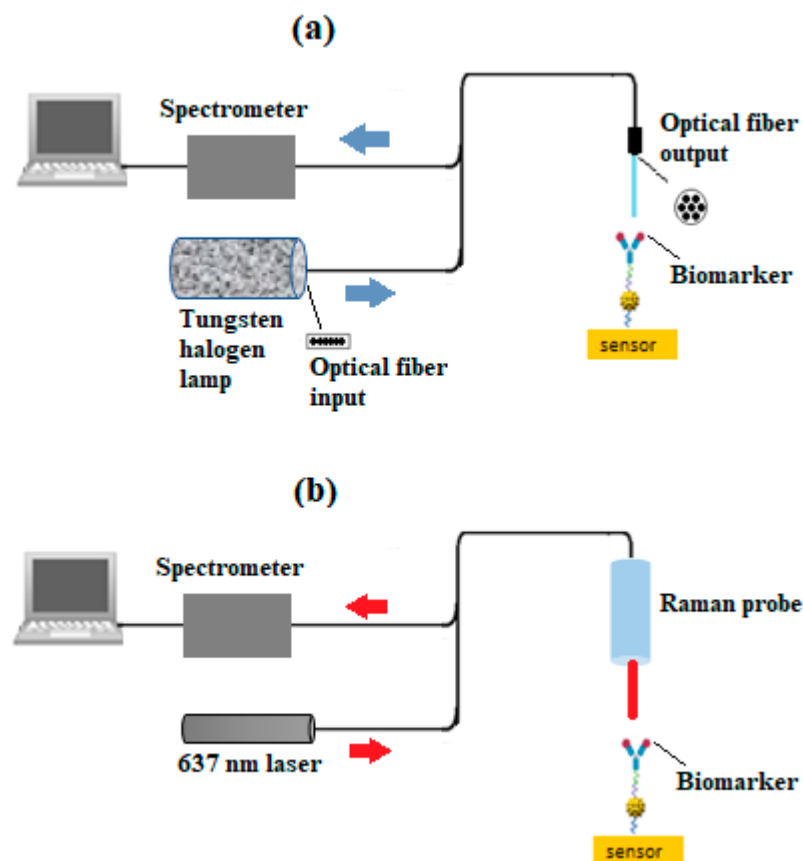 (a)
Spectrometer
Optical fiber
output
Biomarker
sensor
Tungsten
halogen
lamp
Optical fiber
input
(b)
Spectrometer
Raman probe
637 nm laser
Biomarker
sensor